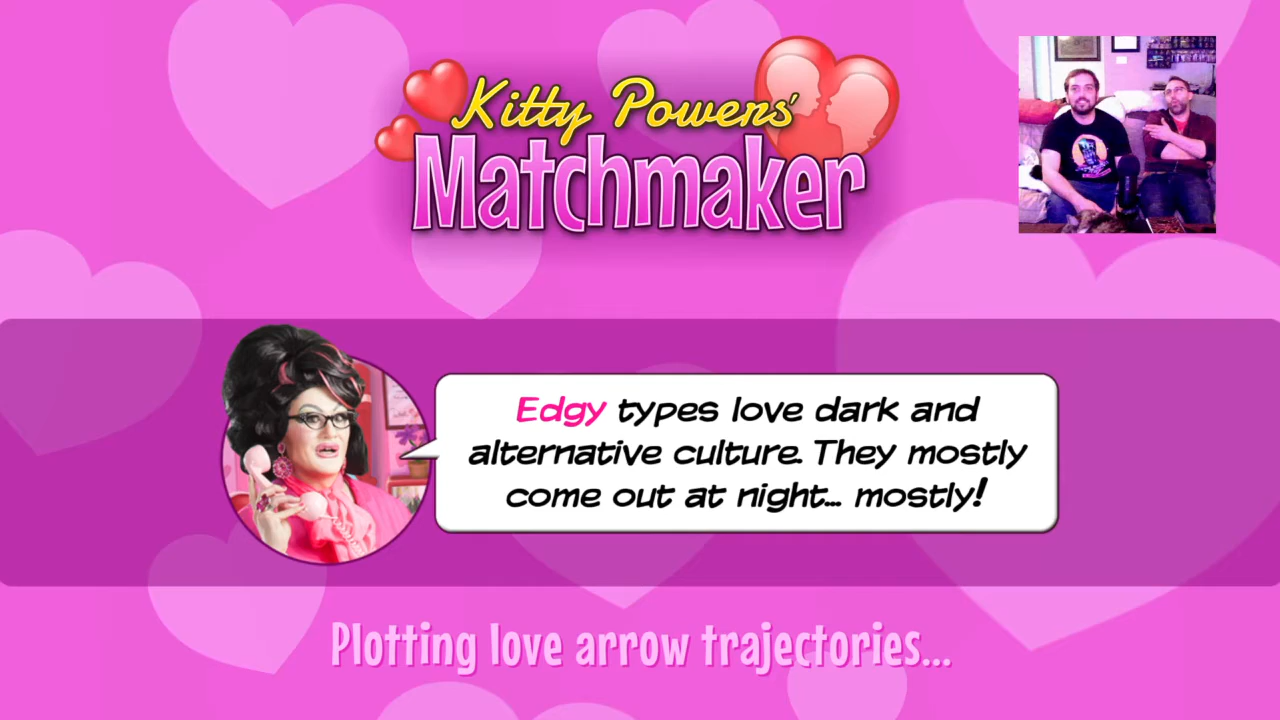 Kitty Powers'
Matchmaker
Edgy types love dark and
alternative culture. They mostly
come out at night... mostly!
Plotting love arrow trajectories...